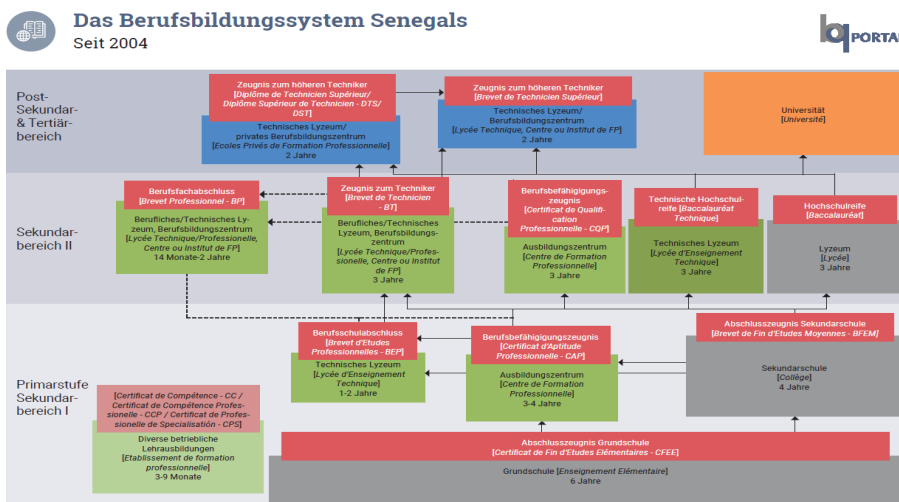 Das Berufsbildungssystem Senegals
Seit 2004
bq PORTAL
Post-
Sekundar-
& Tertiär-
bereich
Zeugnis zum höheren Techniker
[Diplôme de Technicien Supérieur/
Diplôme Supérieur de Technicien - DTS/
DST]
Technisches Lyzeum/
privates Berufsbildungszentrum
[Ecoles Privés de Formation Professionelle]
2 Jahre
Zeugnis zum höheren Techniker
[Brevet de Technicien Supérieur]
Technisches Lyzeum/
Berufsbildungszentrum
[Lycée Technique, Centre ou Institut de FP]
2 Jahre
Universität
[Université]
Sekundar-
bereich II
Berufsfachabschluss
[Brevet Professionnel - BP]
Berufliches/Technisches Ly-
zeum, Berufsbildungszentrum
[Lycée Technique/Professionelle,
Centre ou Institut de FP]
14 Monate-2 Jahre
Zeugnis zum Techniker
[Brevet de Technicien
- BT]
Berufliches/Technisches
Lyzeum, Berufsbildungs-
zentrum
[Lycée Technique/Profes-
sionelle, Centre ou Institut
de FP]
3 Jahre
Berufsbefähigigungs-
zeugnis
[Certificat de Qualifi-
cation
Professionnelle - CQP]
Ausbildungszentrum
[Centre de Formation
Professionnelle]
3 Jahre
Technische Hochschul-
reife [Baccalauréat
Technique]
Technisches Lyzeum
[Lycée d'Enseignement
Technique]
3 Jahre
Hochschulreife
[Baccalauréat]
Lyzeum
[Lycée]
3 Jahre
Primarstufe
Sekundar-
bereich I
Berufsschulabschluss
[Brevet d'Etudes
Professionnelles - BEP]
Technisches Lyzeum
[Lycée d'Enseignement
Technique]
1-2 Jahre
Berufsbefähigigungszeugnis
[Certificat d'Aptitude
Professionnelle - CAP]
Ausbildungszentrum
[Centre de Formation
Professionnelle]
3-4 Jahre
Abschlusszeugnis Sekundarschule
[Brevet de Fin d'Etudes Moyennes - BFEM]
Sekundarschule
[Collège]
4 Jahre
[Certificat de Compétence - CC /
Certificat de Compétence Profes-
sionelle - CCP / Certificat de Profes-
sionelle de Specialisatiôn - CPS]
Diverse betriebliche
Lehrausbildungen
[Etablissement de formation
professionnelle]
3-9 Monate
Abschlusszeugnis Grundschule
[Certificat de Fin d'Etudes Elémentaires - CFEE]
Grundschule [Enseignement Elémentaire]
6 Jahre